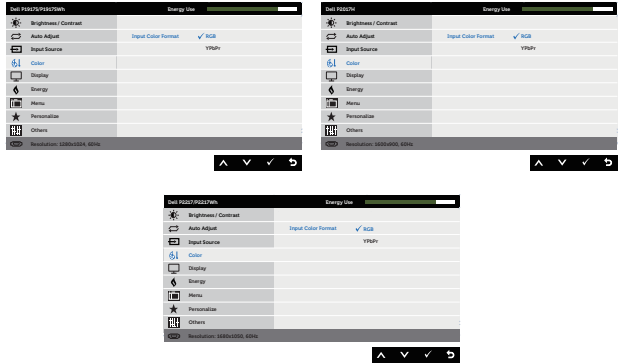 Dell P1917S/P1917SWh Energy Use
Brightness / Contrast
Auto Adjust Input Color Format ✓ RGB
Input Source YPbPr
Color
Display
Energy
Menu
Personalize
Others
Resolution: 1280x1024, 60Hz
Dell P2017H Energy Use
Brightness / Contrast
Auto Adjust Input Color Format ✓ RGB
Input Source YPbPr
Color
Display
Energy
Menu
Personalize
Others
Resolution: 1600x900, 60Hz
Dell P2217/P2217Wh Energy Use
Brightness / Contrast
Auto Adjust Input Color Format ✓ RGB
Input Source YPbPr
Color
Display
Energy
Menu
Personalize
Others
Resolution: 1680x1050, 60Hz